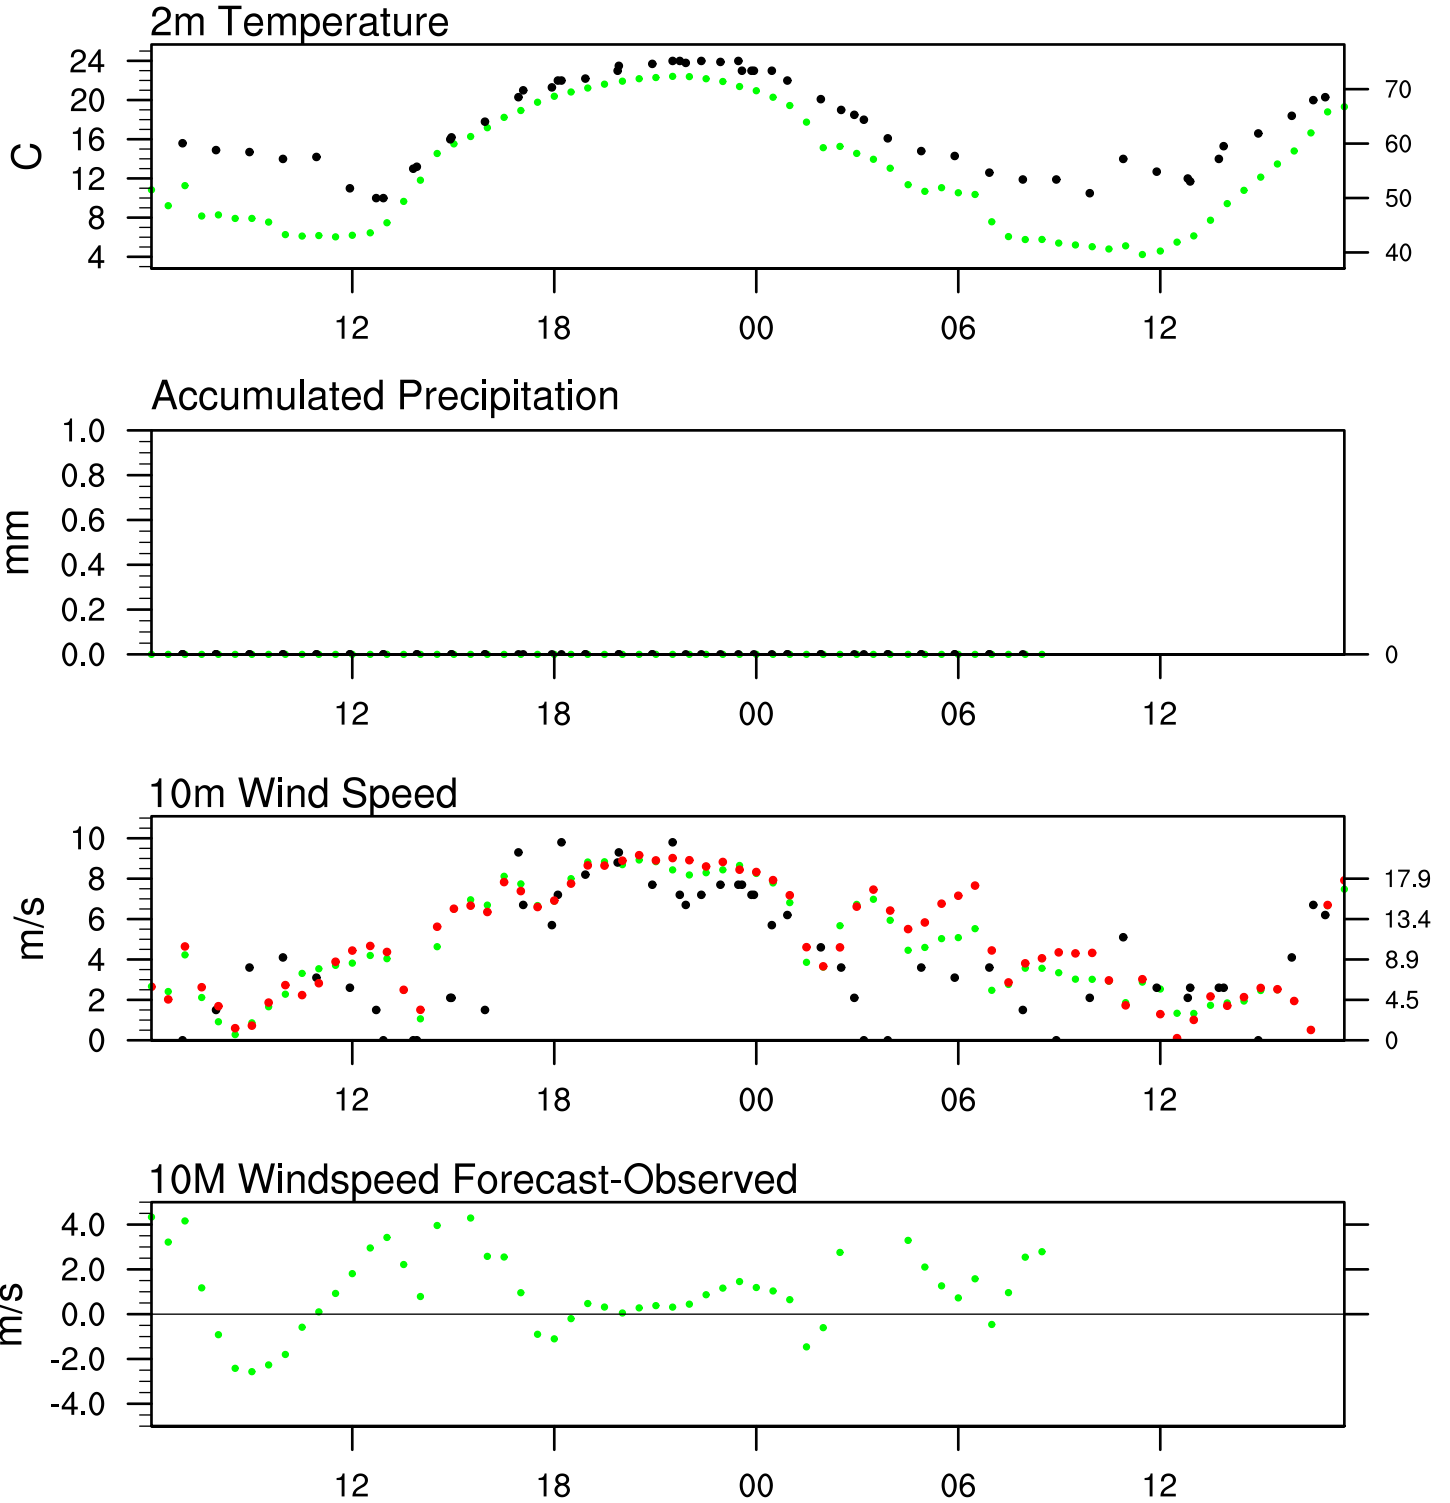 2m Temperature
24
20
16
12
8
4
C
70
60
50
40
12 18 00 06 12
Accumulated Precipitation
1.0
0.8
0.6
0.4
0.2
0.0
mm
0
12 18 00 06 12
10m Wind Speed
10
8
6
4
2
0
m/s
17.9
13.4
8.9
4.5
0
12 18 00 06 12
10M Windspeed Forecast-Observed
4.0
2.0
0.0
-2.0
-4.0
m/s
12 18 00 06 12